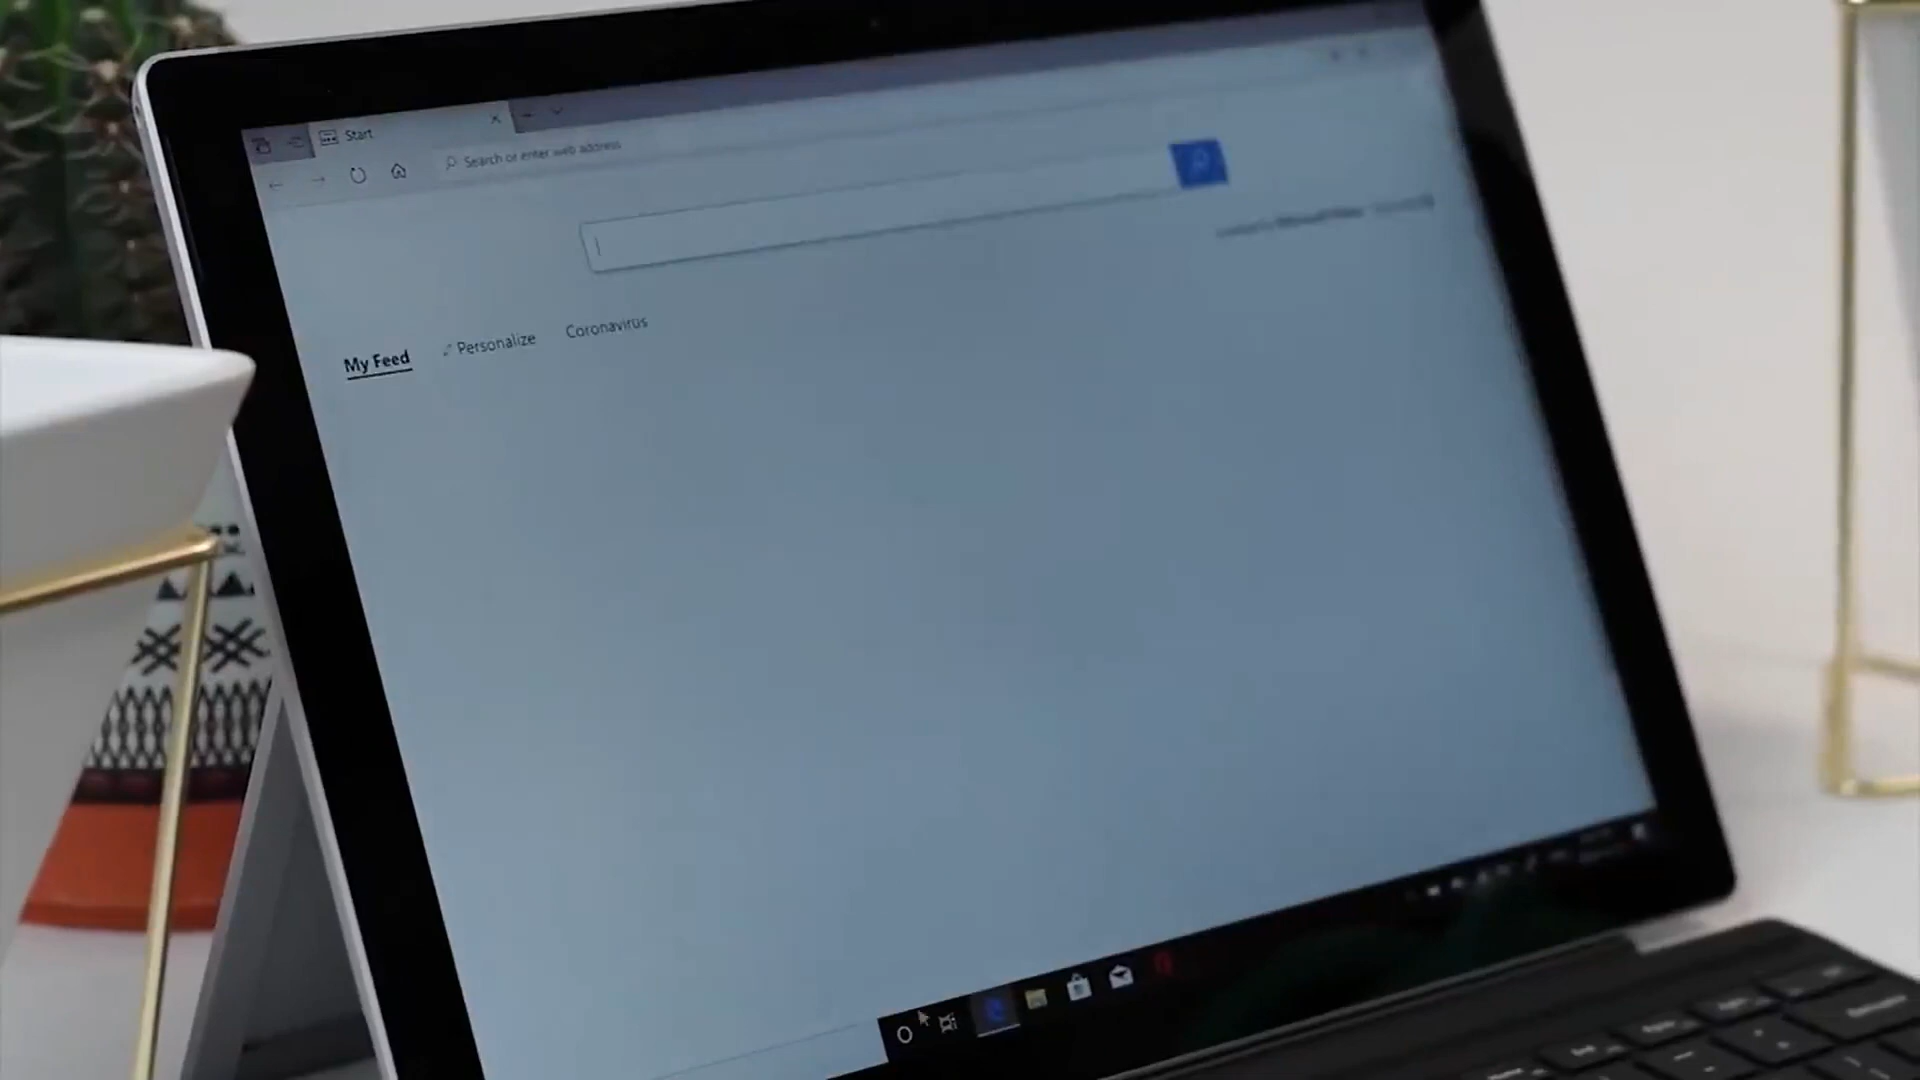 Start
Search or enter web address
My Feed Personalize Coronavirus